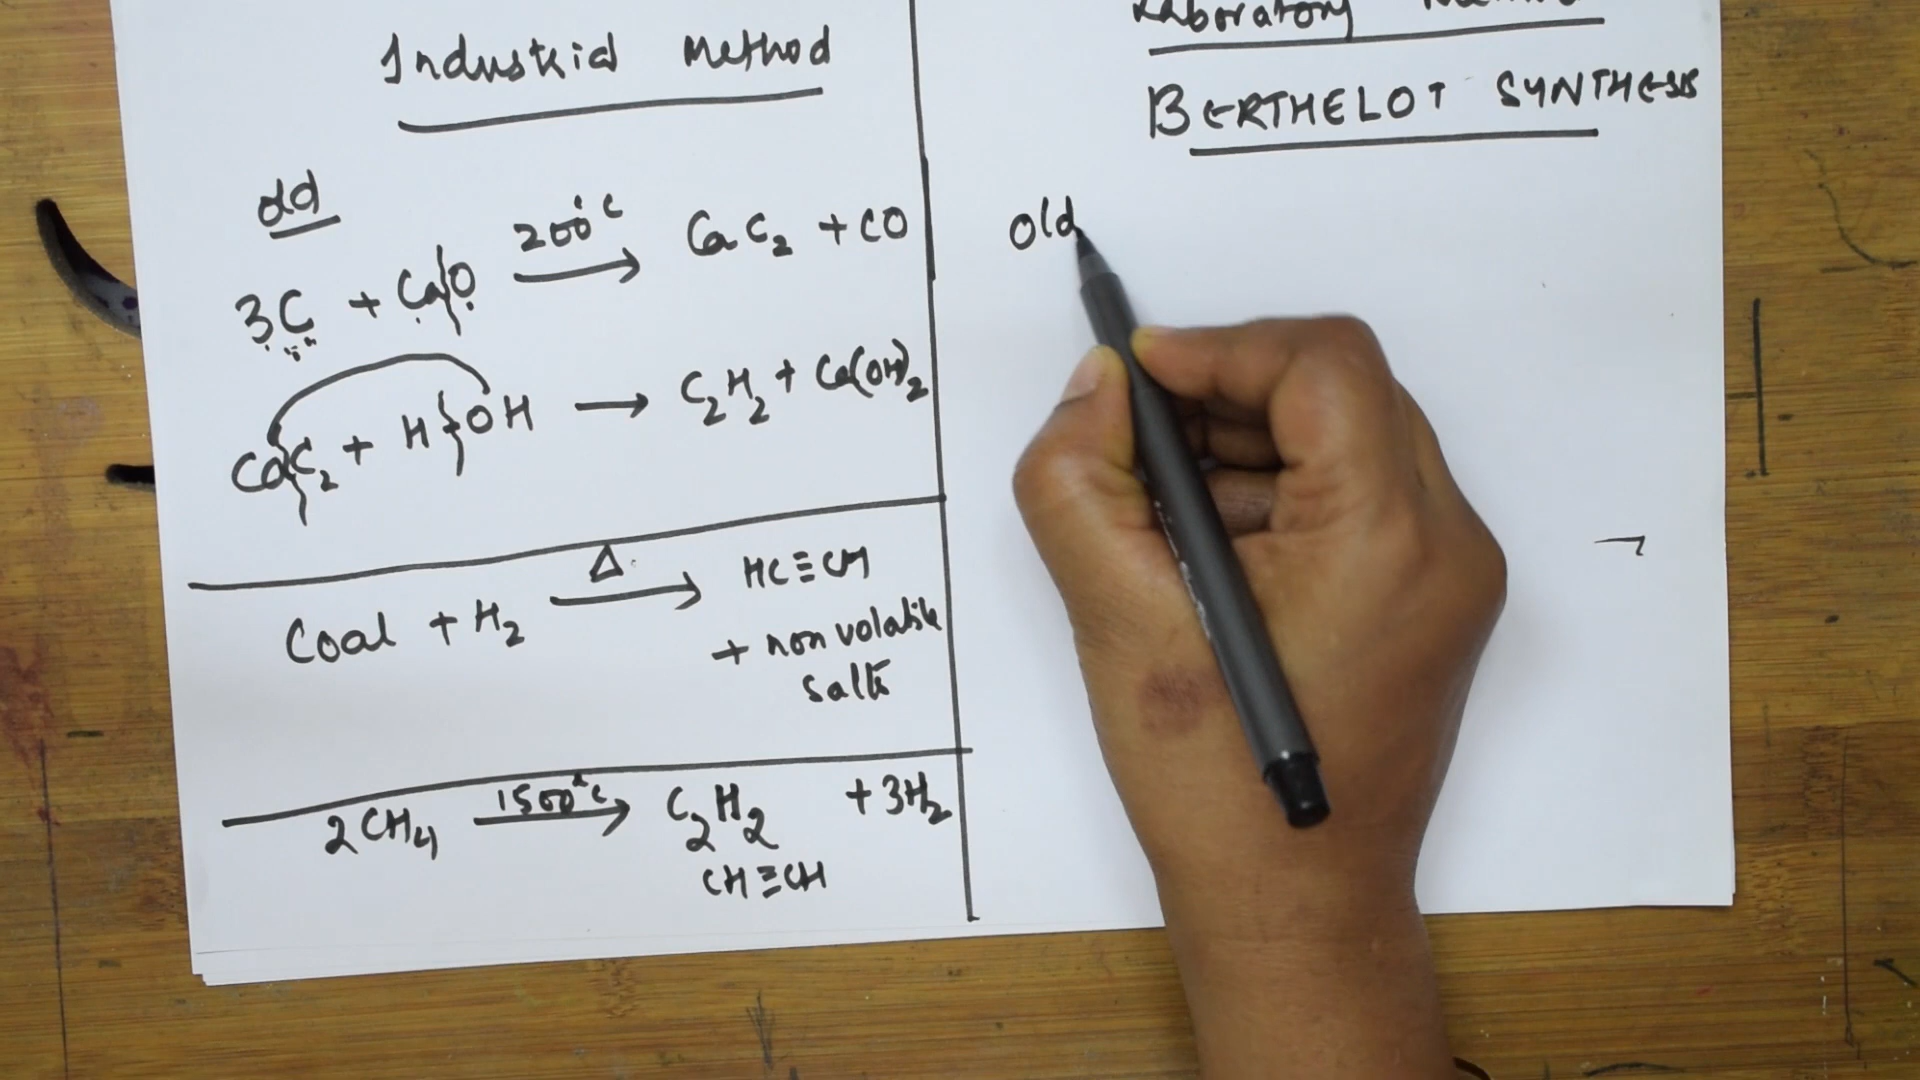 Industrial Method
old
3C + CaO 200°C → CaC₂ + CO
CaC₂ + H OH → C₂H₂ + Ca(OH)₂
Coal + H₂ Δ → HC≡CH
+ non volatile
salts
2CH₄ 1500°C → C₂H₂ + 3H₂
CH≡CH
Laboratory
BERTHELOT SYNTHESIS
Old